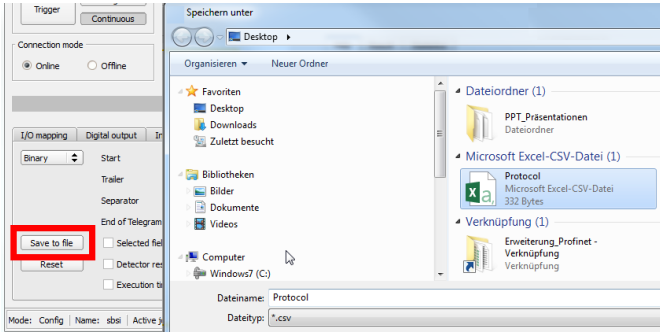 Trigger
Continuous
Connection mode
Online
Offline
I/O mapping
Digital output
Binary
Start
Trailer
Separator
End of Telegram
Save to file
Selected
Reset
Detector
Execution
Mode: Config
Name: sbsi
Active
Speichern unter
Desktop
Organisieren
Neuer Ordner
Favoriten
Desktop
Downloads
Zuletzt besucht
Bibliotheken
Bilder
Dokumente
Videos
Computer
Windows7 (C:)
Dateiordner (1)
PPT_Präsentationen
Dateiordner
Microsoft Excel-CSV-Datei (1)
Protocol
Microsoft Excel-CSV-Datei
332 Bytes
Verknüpfung (1)
Erweiterung_Profinet -
Verknüpfung
Verknüpfung
Dateiname: Protocol
Dateityp: *.csv